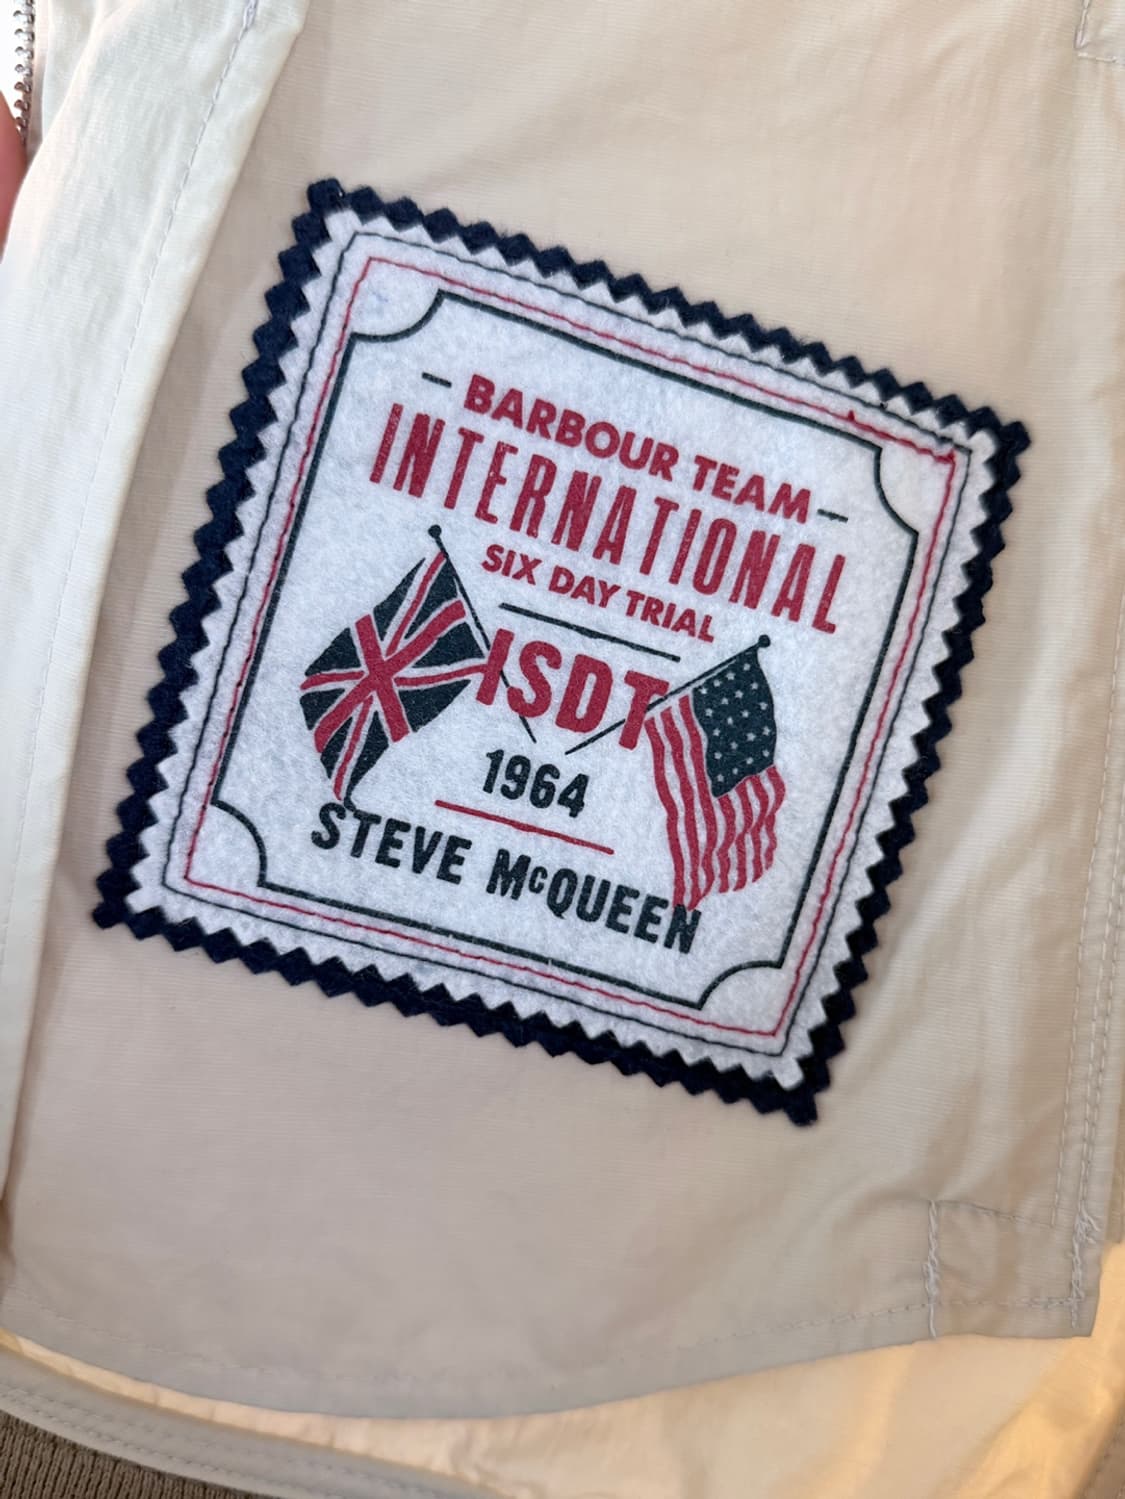 - BARBOUR TEAM -
INTERNATIONAL
SIX DAY TRIAL
ISDT
1964
STEVE McQUEEN